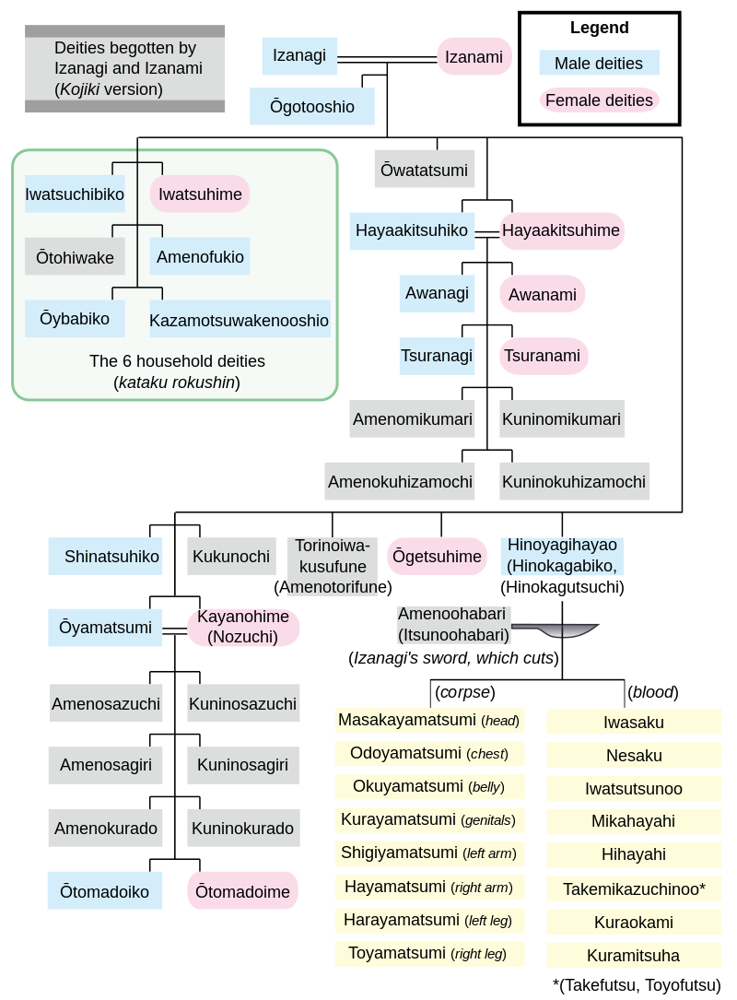 Deities begotten by
Izanagi and Izanami
(Kojiki version)
Izanagi
Izanami
Legend
Male deities
Female deities
Ōgotooshio
Iwatsuchibiko
Iwatsuhime
Ōtohiwake
Amenofukio
Ōybabiko
Kazamotsuwakenooshio
The 6 household deities
(kataku rokushin)
Ōwatatsumi
Hayaakitsuhiko
Hayaakitsuhime
Awanagi
Awanami
Tsuranagi
Tsuranami
Amenomikumari
Kuninomikumari
Amenokuhizamochi
Kuninokuhizamochi
Shinatsuhiko
Kukunochi
Torinoiwa-
kusufune
(Amenotorifune)
Ōgetsuhime
Hinoyagihayao
(Hinokagabiko,
(Hinokagutsuchi)
Ōyamatsumi
Kayanohime
(Nozuchi)
Amenoohabari
(Itsunoohabari)
(Izanagi's sword, which cuts)
Amenosazuchi
Kuninosazuchi
Amenosagiri
Kuninosagiri
Amenokurado
Kuninokurado
Ōtomadoiko
Ōtomadoime
(corpse)
Masakayamatsumi (head)
Odoyamatsumi (chest)
Okuyamatsumi (belly)
Kurayamatsumi (genitals)
Shigiyamatsumi (left arm)
Hayamatsumi (right arm)
Harayamatsumi (left leg)
Toyamatsumi (right leg)
(blood)
Iwasaku
Nesaku
Iwatsutsunoo
Mikahayahi
Hihayahi
Takemikazuchinoo*
Kuraokami
Kuramitsuha
*(Takefutsu, Toyofutsu)